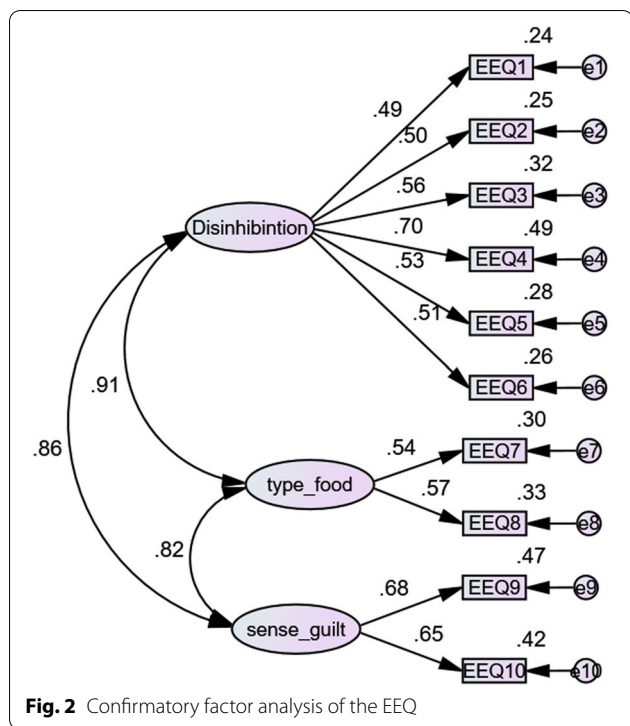 .24
EEQ1 e1
.49
.25
.50 EEQ2 e2
.32
.56 EEQ3 e3
.49
.70
Disinhibintion EEQ4 e4
.53
.28
.51 EEQ5 e5
.26
EEQ6 e6
.91
.30
.86 .54 EEQ7 e7
type_food
.57 .33
EEQ8 e8
.82
.47
.68 EEQ9 e9
sense_guilt
.65 .42
EEQ10 e10
Fig. 2 Confirmatory factor analysis of the EEQ